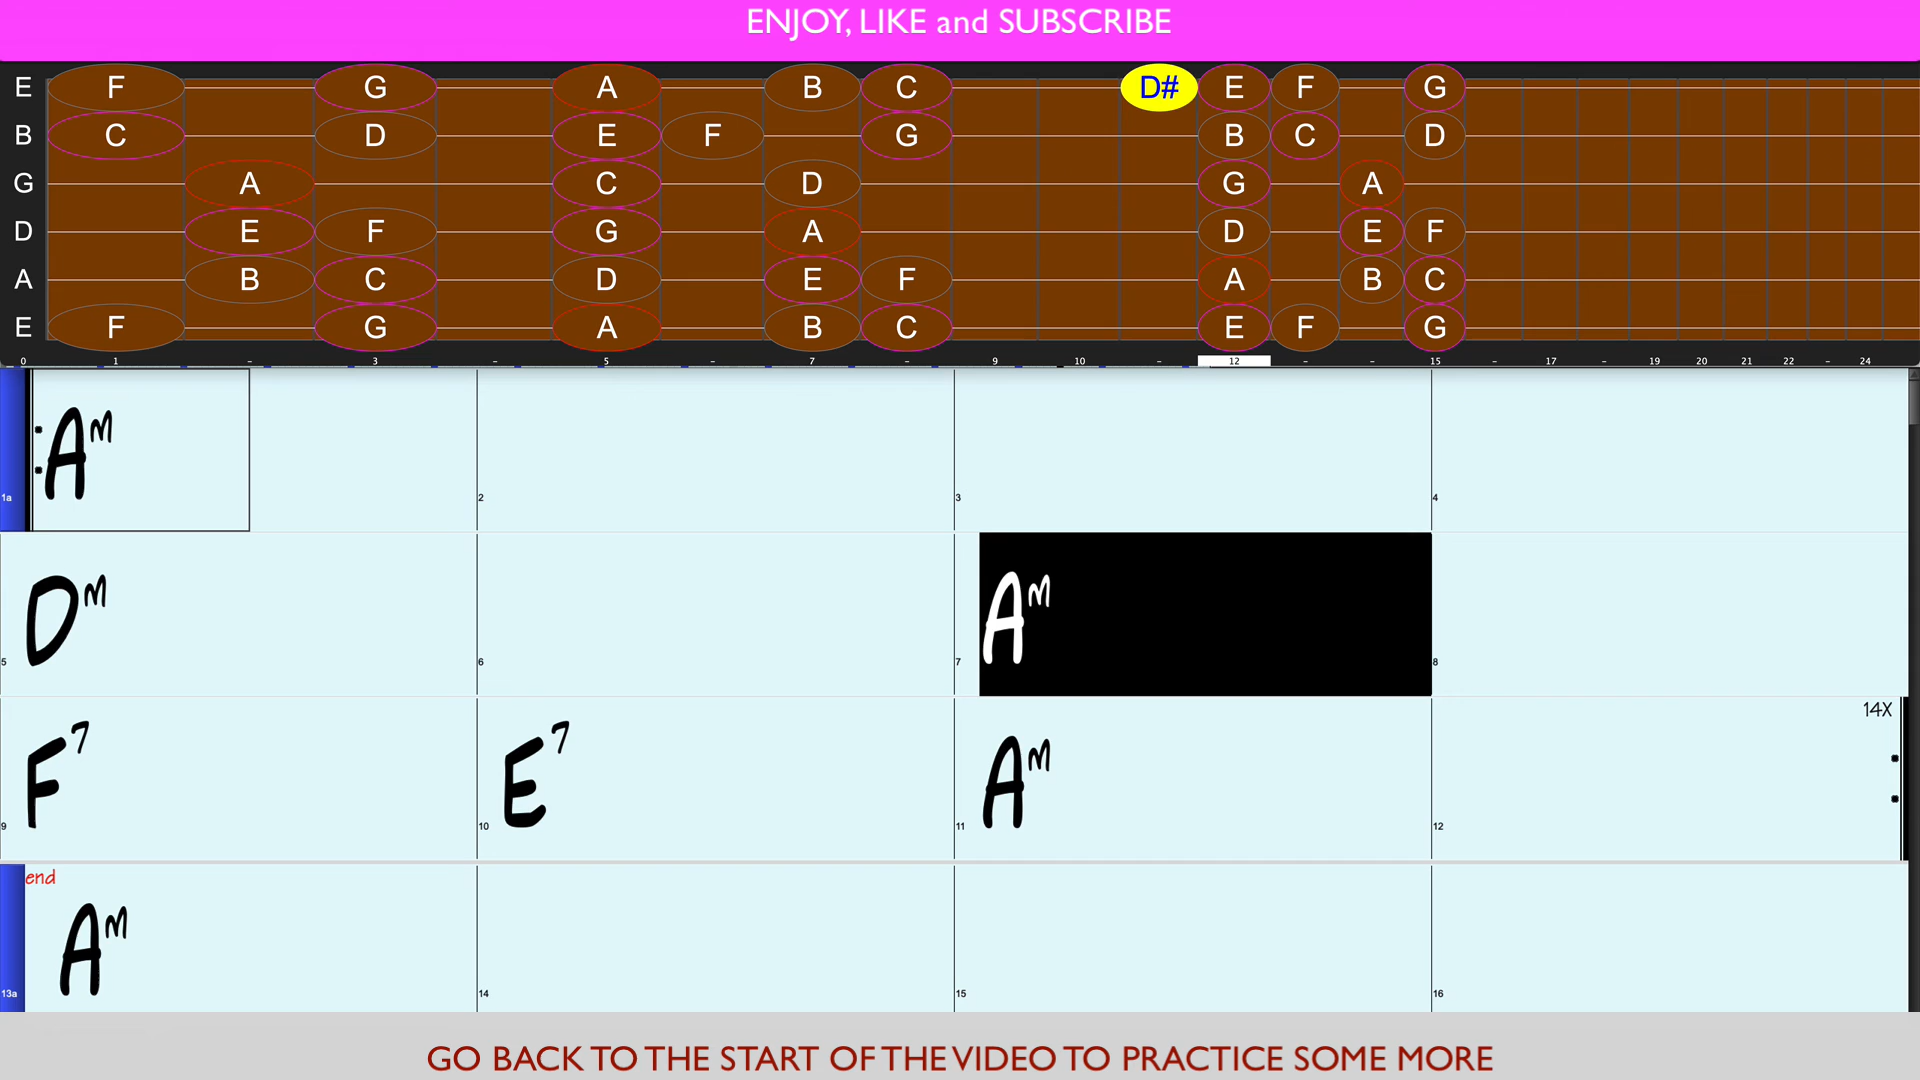 ENJOY, LIKE and SUBSCRIBE
E F G A B C D# E F G
B C D E F G B C D
G A C D G A
D E F G A D E F
A B C D E F A B C
E F G A B C E F G
0 1 - 3 - 5 - 7 - 9 10 - 12 - - 15 - 17 - 19 20 21 22 - 24
Am
1a 2 3 4
Dm Am
5 6 7 8
14X
F7 E7 Am
9 10 11 12
end
Am
13a 14 15 16
GO BACK TO THE START OF THE VIDEO TO PRACTICE SOME MORE